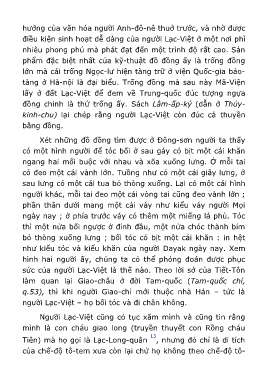 hưởng của văn hóa người Anh-đô-nê thuở trước, và nhờ được
điều kiện sinh hoạt dễ dàng của người Lạc-Việt ở một nơi phì
nhiêu phong phú mà phát đạt đến một trình độ rất cao. Sản
phẩm đặc biệt nhất của kỹ-thuật đồ đồng ấy là trống đồng
lớn mà cái trống Ngọc-lư hiện tàng trữ ở viện Quốc-gia bảo-
tàng ở Hà-nội là đại biểu. Trống đồng mà sau này Mã-Viện
lấy ở đất Lạc-Việt để đem về Trung-quốc đúc tượng ngựa
đồng chính là thứ trống ấy. Sách Lâm-ấp-ký (dẫn ở Thủy-
kinh-chu) lại chép rằng người Lạc-Việt còn đúc cả thuyền
bằng đồng.
Xét những đồ đồng tìm được ở Đông-sơn người ta thấy
có một hình người để tóc bối ở sau gáy có bịt một cái khăn
ngang hai mối buộc với nhau và xõa xuống lưng. Ở mỗi tai
có đeo một cái vành lớn. Tuồng như có một cái giây lưng, ở
sau lưng có một cái tua bỏ thòng xuống. Lại có một cái hình
người khác, mỗi tai đeo một cái vòng tai cũng đeo vành lớn ;
phần thân dưới mang một cái váy như kiểu váy người Mọi
ngày nay ; ở phía trước váy có thêm một miếng lá phủ. Tóc
thì một nửa bối ngược ở đỉnh đầu, một nửa chóc thành bím
bỏ thòng xuống lưng ; bối tóc có bịt một cái khăn : in hệt
như kiểu tóc và kiểu khăn của người Dayak ngày nay. Xem
hình hai người ấy, chúng ta có thể phỏng đoán được phục
sức của người Lạc-Việt là thế nào. Theo lời sớ của Tiết-Tôn
làm quan lại Giao-châu ở đời Tam-quốc (Tam-quốc chí,
q.53), thì khi người Giao-chỉ mới thuộc nhà Hán – tức là
người Lạc-Việt – họ bối tóc và đi chân không.
Người Lạc-Việt cũng có tục xăm mình và cũng tin rằng
mình là con cháu giao long (truyền thuyết con Rồng cháu
Tiên) mà họ gọi là Lạc-Long-quân 13, nhưng đó chỉ là di tích
của chế-độ tô-tem xưa còn lại chứ họ không theo chế-độ tô-